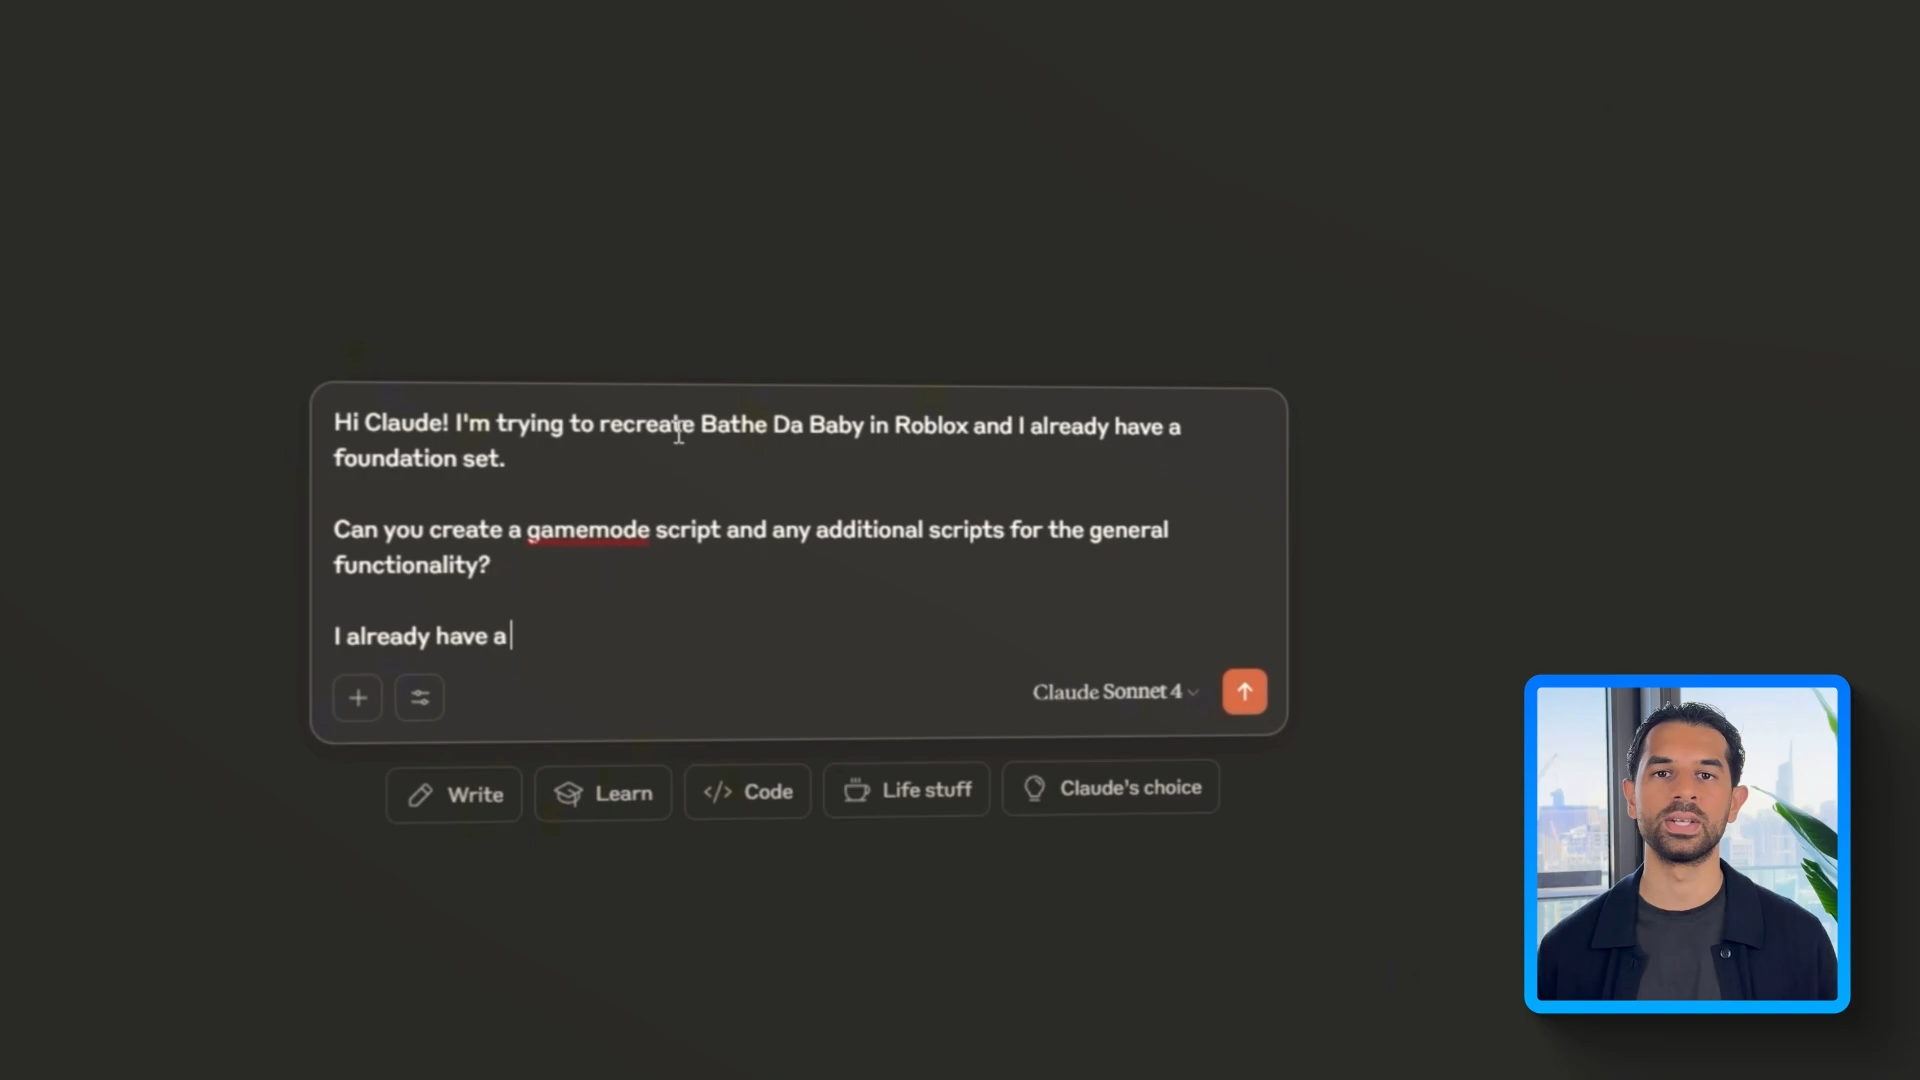 Hi Claude! I'm trying to recreate Bathe Da Baby in Roblox and I already have a
foundation set.
Can you create a gamemode script and any additional scripts for the general
functionality?
I already have a
Claude Sonnet 4
Write
Learn
</> Code
Life stuff
Claude's choice